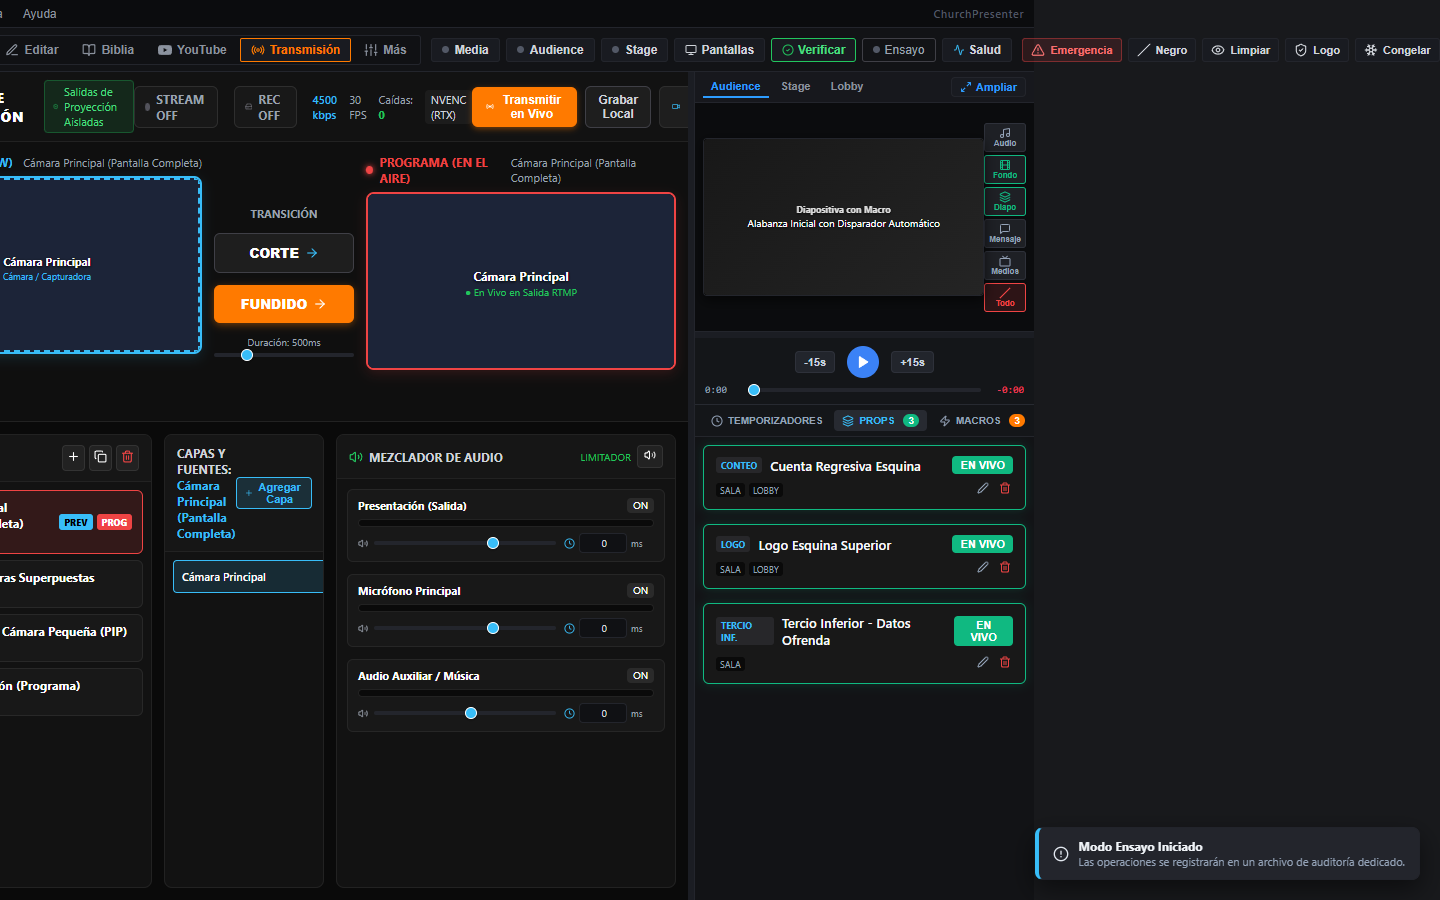 a Ayuda ChurchPresenter
Editar Biblia YouTube Transmisión Más Media Audience Stage Pantallas Verificar Ensayo Salud Emergencia Negro Limpiar Logo Congelar
E
IÓN
Salidas de
Proyección
Aisladas
STREAM
OFF
REC
OFF
4500
kbps
30
FPS
Caídas:
0
NVENC
(RTX)
Transmitir
en Vivo
Grabar
Local
W) Cámara Principal (Pantalla Completa)
Cámara Principal
Cámara / Capturadora
TRANSICIÓN
CORTE
FUNDIDO
Duración: 500ms
PROGRAMA (EN EL
AIRE)
Cámara Principal (Pantalla
Completa)
Cámara Principal
En Vivo en Salida RTMP
al
leta)
PREV PROG
ras Superpuestas
Cámara Pequeña (PIP)
ón (Programa)
CAPAS Y
FUENTES:
Cámara
Principal
(Pantalla
Completa)
+ Agregar
Capa
Cámara Principal
MEZCLADOR DE AUDIO LIMITADOR
Presentación (Salida) ON
0 ms
Micrófono Principal ON
0 ms
Audio Auxiliar / Música ON
0 ms
Audience Stage Lobby Ampliar
Diapositiva con Macro
Alabanza Inicial con Disparador Automático
Audio
Fondo
Diapo
Mensaje
Medios
Todo
-15s +15s
0:00 -0:00
TEMPORIZADORES PROPS 3 MACROS 3
CONTEO Cuenta Regresiva Esquina EN VIVO
SALA LOBBY
LOGO Logo Esquina Superior EN VIVO
SALA LOBBY
TERCIO
INF.
Tercio Inferior - Datos
Ofrenda
EN
VIVO
SALA
Modo Ensayo Iniciado
Las operaciones se registrarán en un archivo de auditoría dedicado.